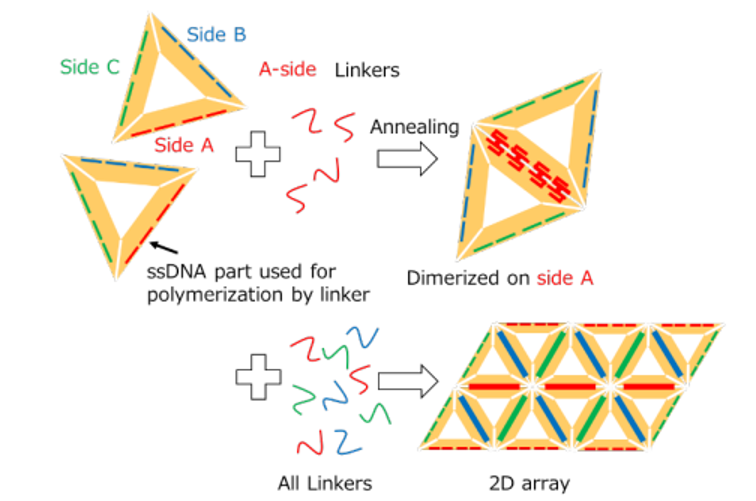 Side B
Side C
A-side Linkers
Side A
Annealing
ssDNA part used for
polymerization by linker
Dimerized on side A
All Linkers
2D array